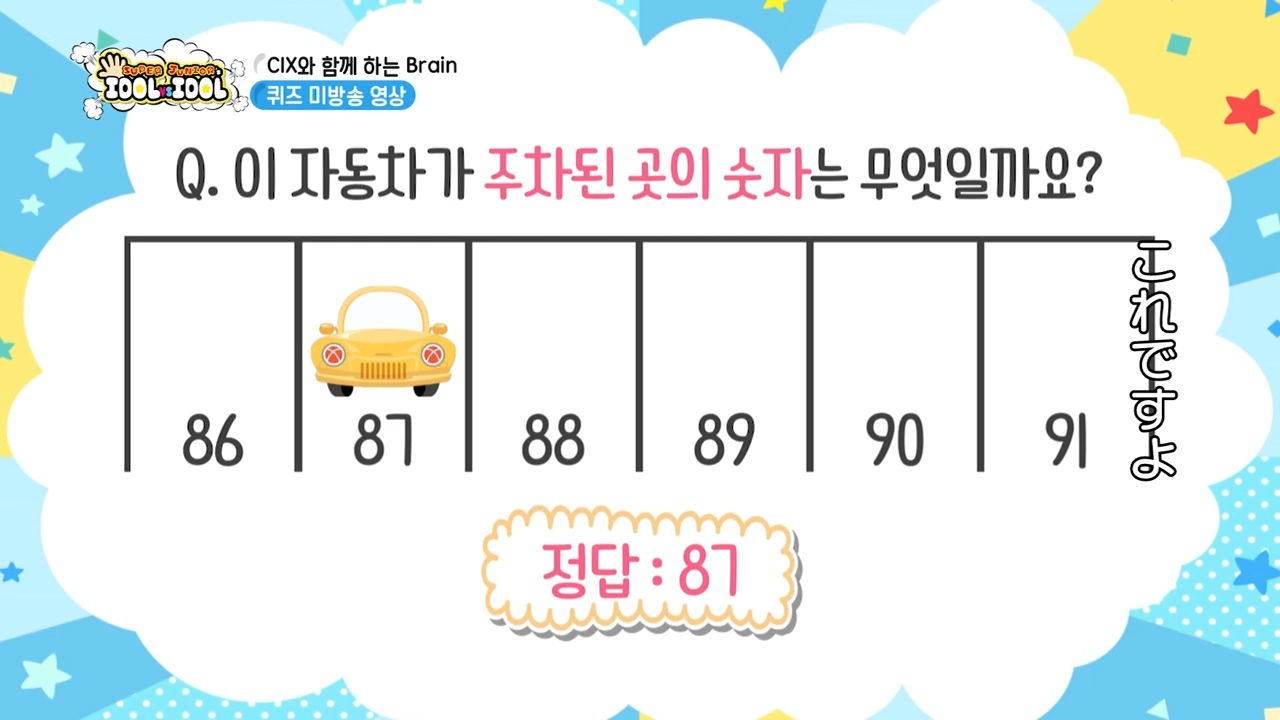 SUPER JUNIOR's
IDOL vs IDOL
CIX와 함께 하는 Brain
퀴즈 미방송 영상
Q. 이 자동차가 주차된 곳의 숫자는 무엇일까요?
86 87 88 89 90 91
これですよ
정답 : 87